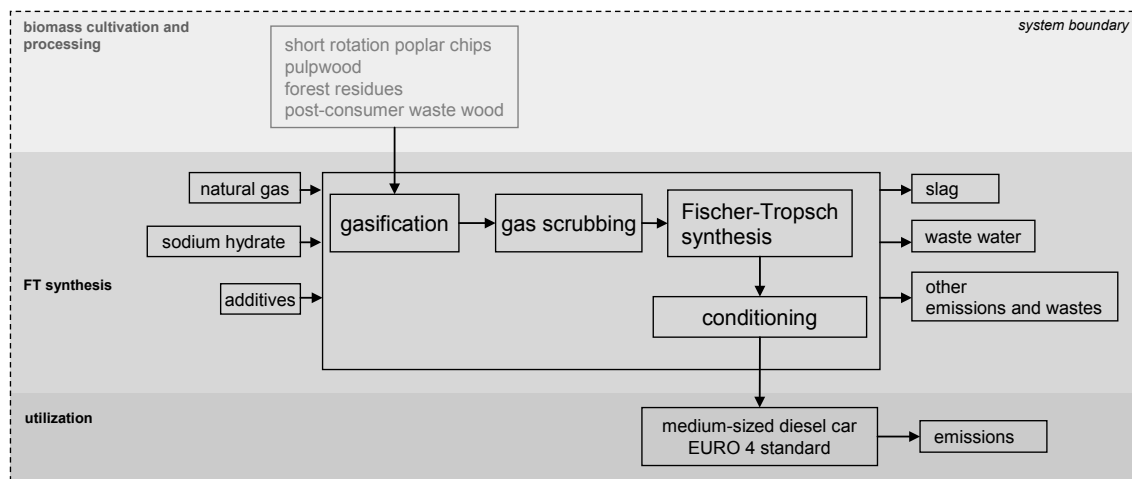 biomass cultivation and
processing
system boundary
short rotation poplar chips
pulpwood
forest residues
post-consumer waste wood
natural gas
sodium hydrate
additives
FT synthesis
gasification
gas scrubbing
Fischer-Tropsch
synthesis
conditioning
slag
waste water
other
emissions and wastes
utilization
medium-sized diesel car
EURO 4 standard
emissions